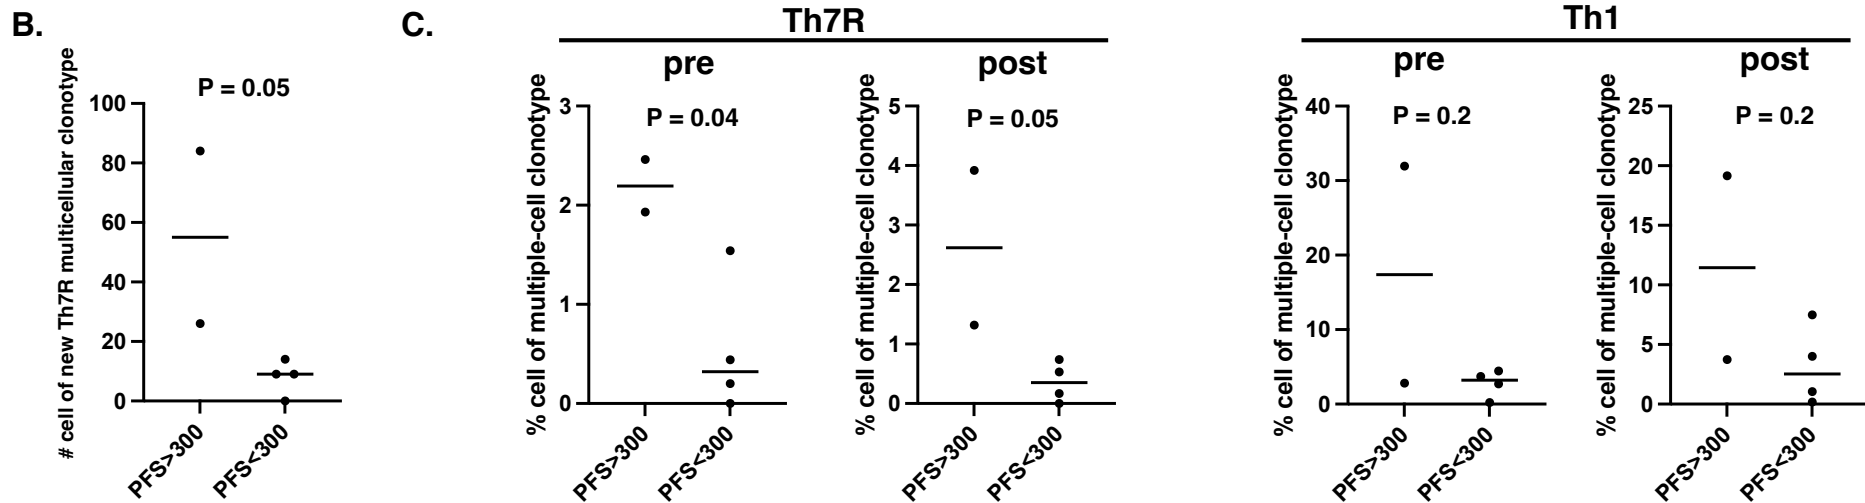 B.
# cell of new Th7R multicellular clonotype
P = 0.05
100
80
60
40
20
0
PFS>300
PFS<300
C.
Th7R
pre
% cell of multiple-cell clonotype
P = 0.04
3
2
1
0
PFS>300
PFS<300
post
% cell of multiple-cell clonotype
P = 0.05
5
4
3
2
1
0
PFS>300
PFS<300
Th1
pre
% cell of multiple-cell clonotype
P = 0.2
40
30
20
10
0
PFS>300
PFS<300
post
% cell of multiple-cell clonotype
P = 0.2
25
20
15
10
5
0
PFS>300
PFS<300